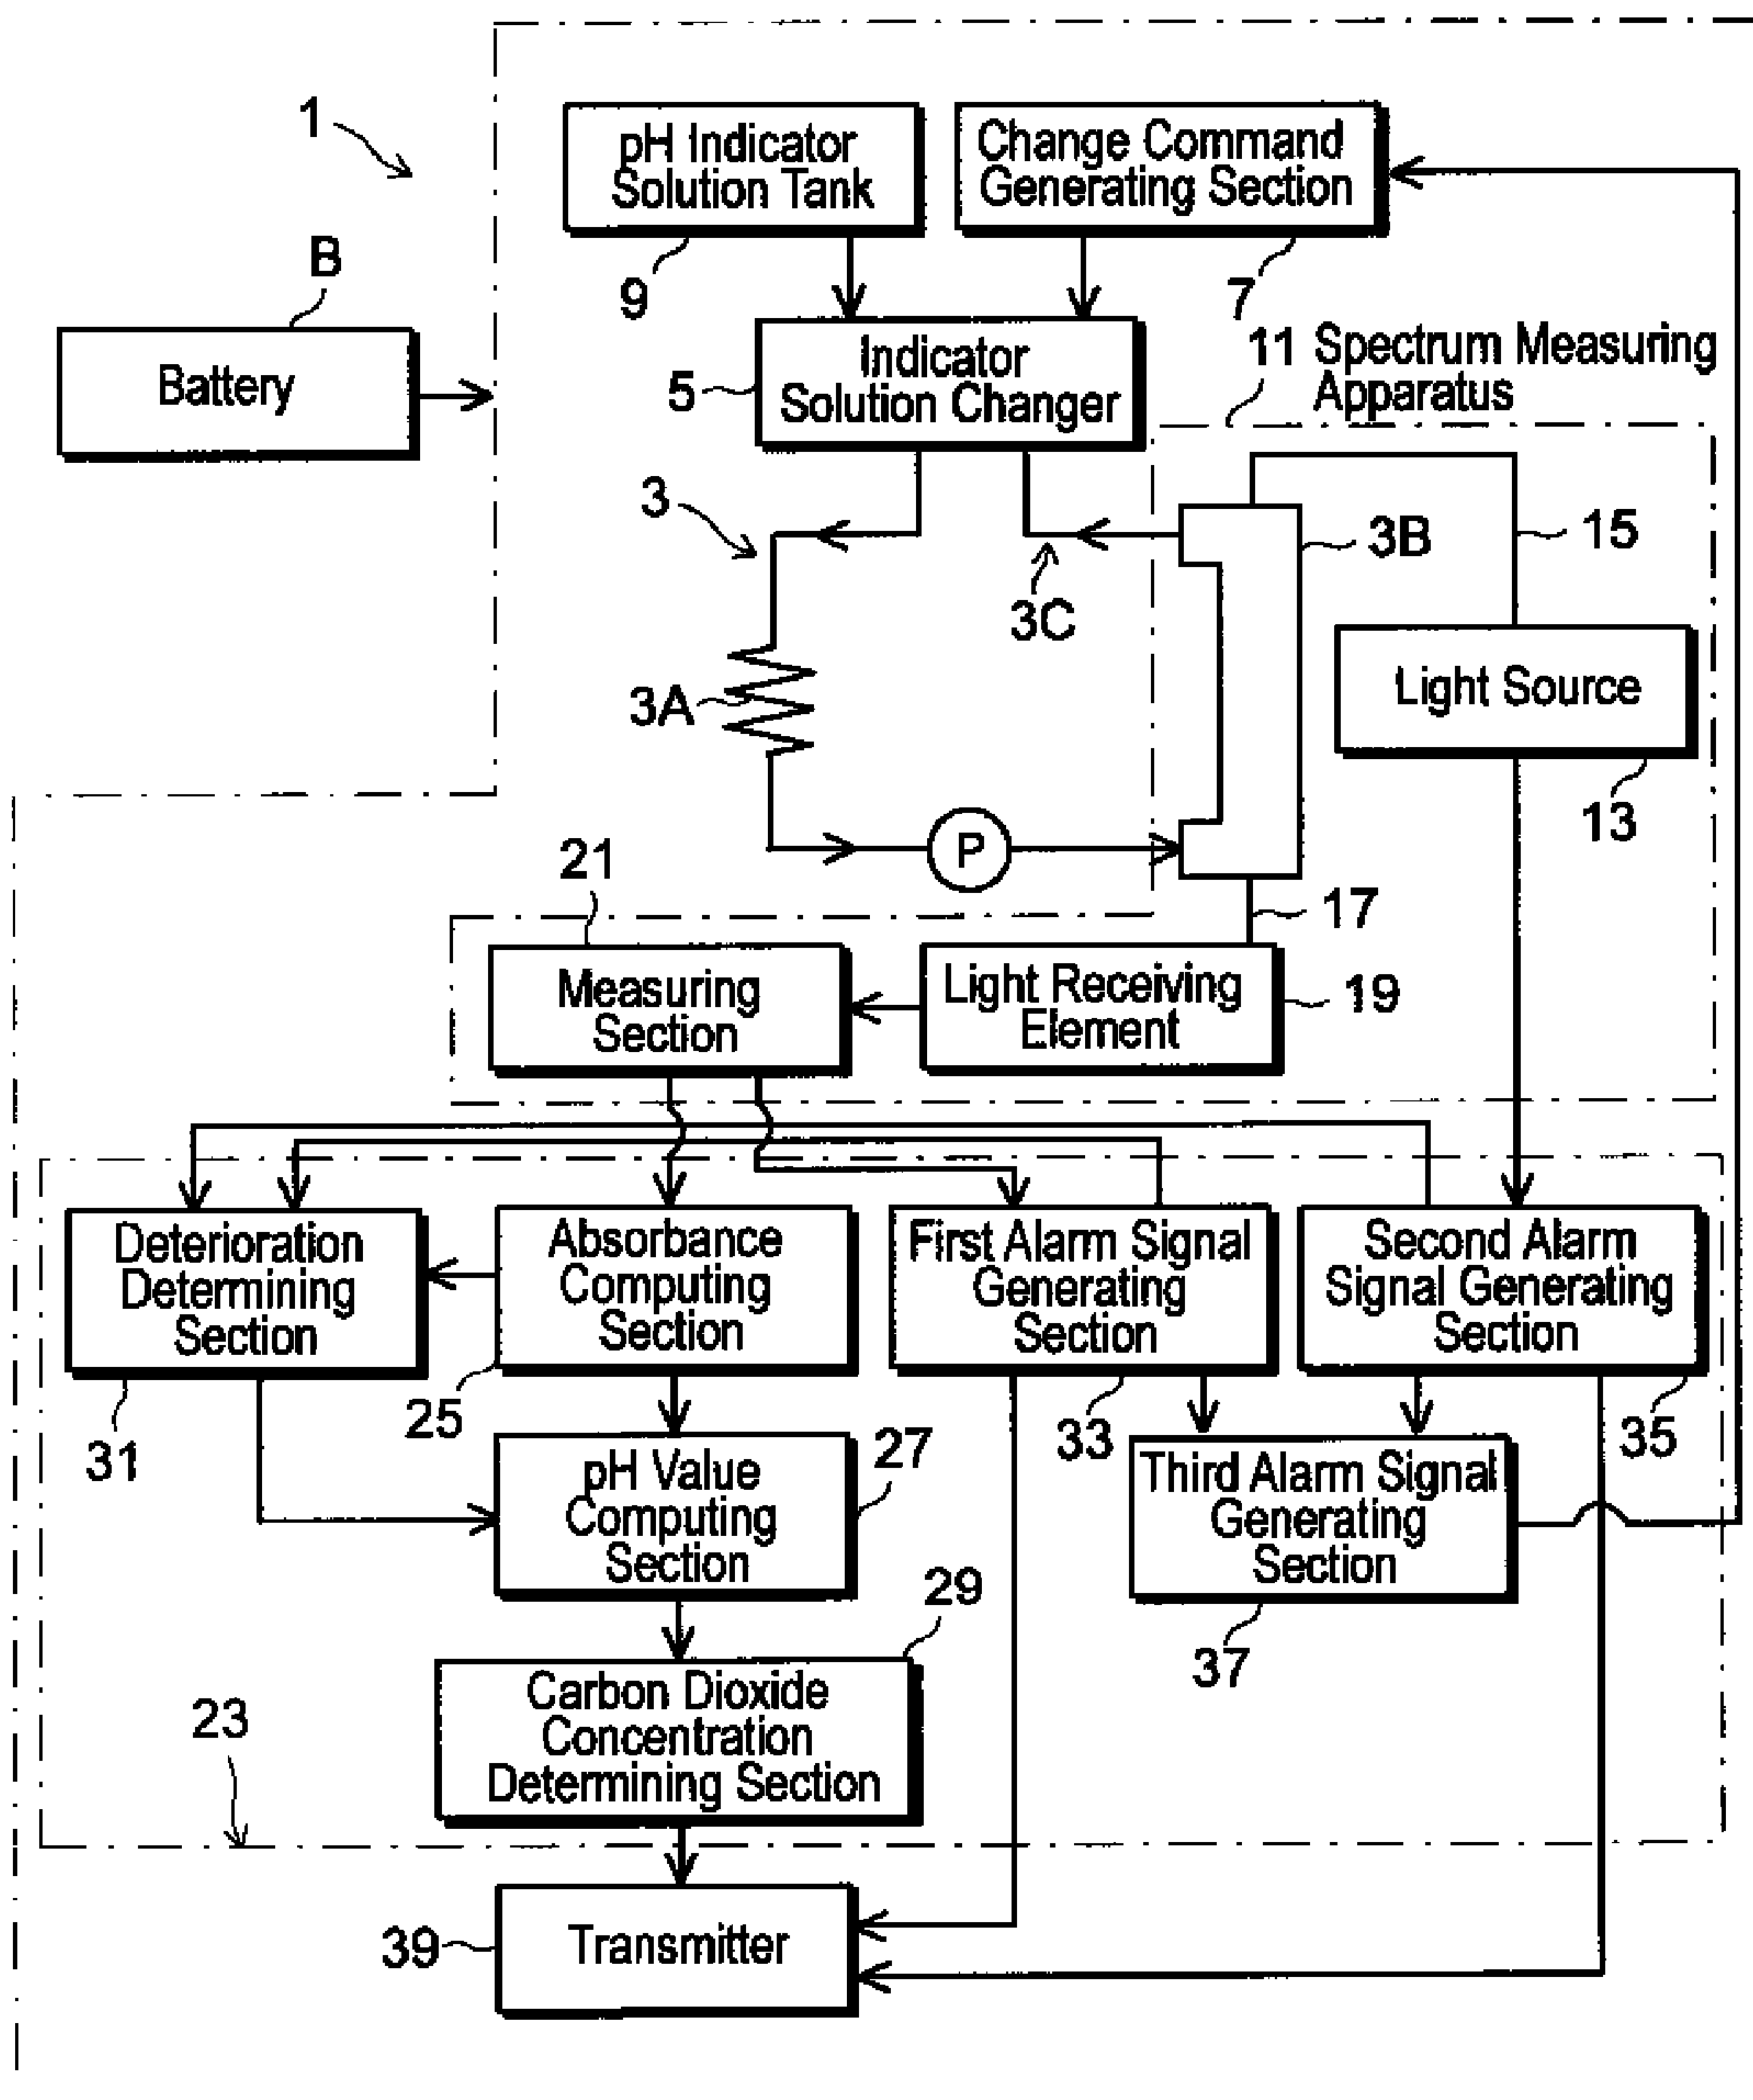 1
pH Indicator
Solution Tank
9
Change Command
Generating Section
7
B
Battery
5
Indicator
Solution Changer
11 Spectrum Measuring
Apparatus
3
3C
3B
15
3A
Light Source
13
P
17
21
Measuring
Section
Light Receiving
Element
19
Deterioration
Determining
Section
31
Absorbance
Computing
Section
25
First Alarm Signal
Generating
Section
33
Second Alarm
Signal Generating
Section
35
pH Value
Computing
Section
27
Third Alarm Signal
Generating
Section
37
29
Carbon Dioxide
Concentration
Determining Section
23
39
Transmitter